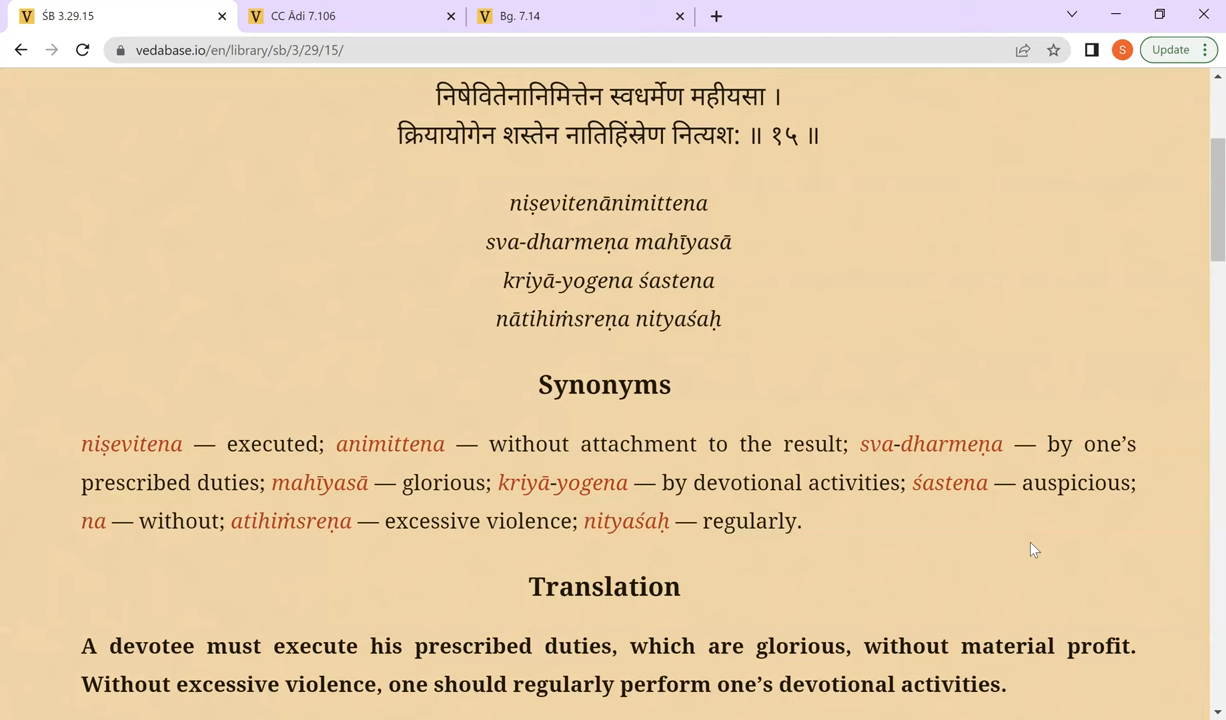 ŚB 3.29.15
CC Ādi 7.106
Bg. 7.14
vedabase.io/en/library/sb/3/29/15/
S
Update
निषेवितेनानिमित्तेन स्वधर्मेण महीयसा ।
क्रियायोगेन शस्तेन नातिहिंस्रेण नित्यश: ॥ १५ ॥
niṣevitenānimittena
sva-dharmeṇa mahīyasā
kriyā-yogena śastena
nātihiṁsreṇa nityaśaḥ
Synonyms
niṣevitena — executed; animittena — without attachment to the result; sva-dharmeṇa — by one’s
prescribed duties; mahīyasā — glorious; kriyā-yogena — by devotional activities; śastena — auspicious;
na — without; atihiṁsreṇa — excessive violence; nityaśaḥ — regularly.
Translation
A devotee must execute his prescribed duties, which are glorious, without material profit.
Without excessive violence, one should regularly perform one’s devotional activities.